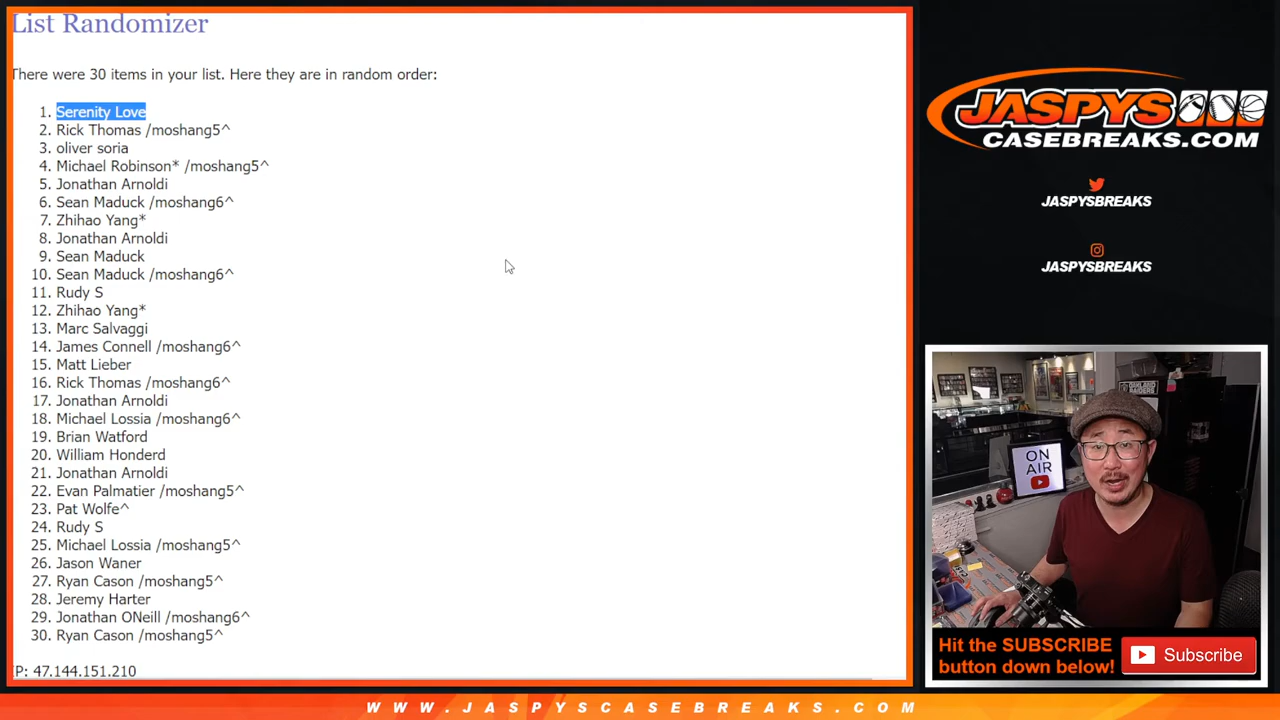 List Randomizer
There were 30 items in your list. Here they are in random order:
1. Serenity Love
2. Rick Thomas /moshang5^
3. oliver soria
4. Michael Robinson* /moshang5^
5. Jonathan Arnoldi
6. Sean Maduck /moshang6^
7. Zhihao Yang*
8. Jonathan Arnoldi
9. Sean Maduck
10. Sean Maduck /moshang6^
11. Rudy S
12. Zhihao Yang*
13. Marc Salvaggi
14. James Connell /moshang6^
15. Matt Lieber
16. Rick Thomas /moshang6^
17. Jonathan Arnoldi
18. Michael Lossia /moshang6^
19. Brian Watford
20. William Honderd
21. Jonathan Arnoldi
22. Evan Palmatier /moshang5^
23. Pat Wolfe^
24. Rudy S
25. Michael Lossia /moshang5^
26. Jason Waner
27. Ryan Cason /moshang5^
28. Jeremy Harter
29. Jonathan ONeill /moshang6^
30. Ryan Cason /moshang5^
IP: 47.144.151.210
JASPYS
CASEBREAKS.COM
JASPYSBREAKS
JASPYSBREAKS
OAKLAND
RAIDERS
ON
AIR
Hit the SUBSCRIBE
button down below!
Subscribe
WWW.JASPYSCASEBREAKS.COM